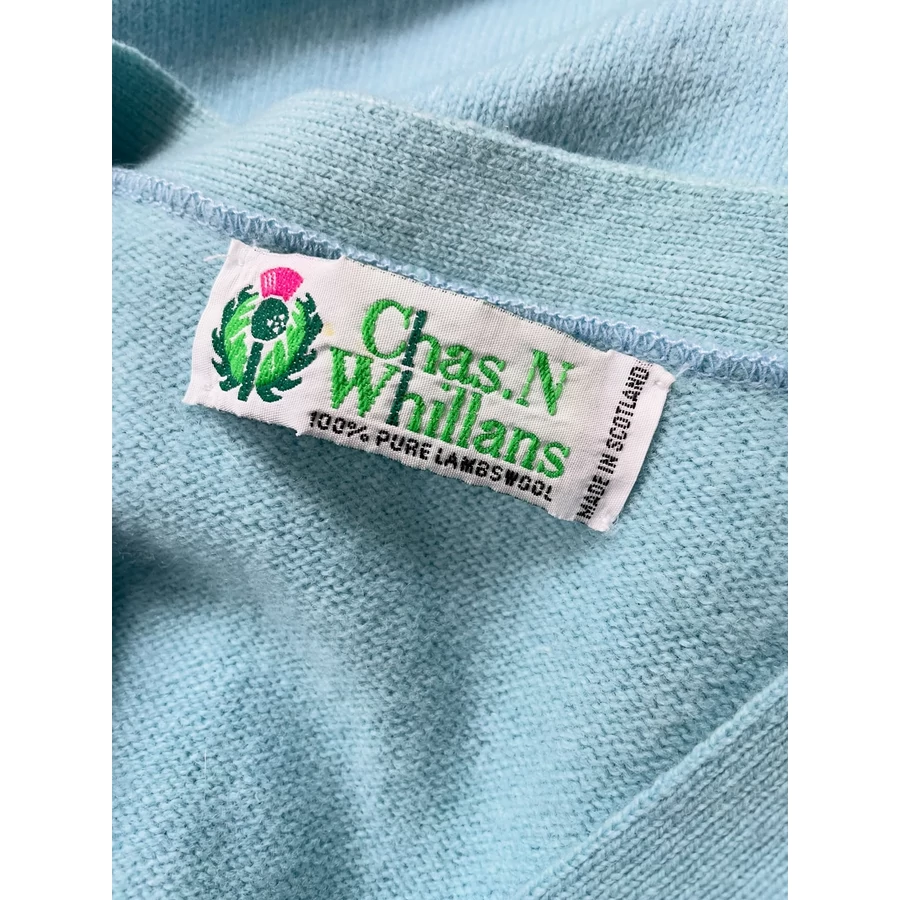 Chas.N
Whillans
100% PURE LAMBSWOOL
MADE IN SCOTLAND